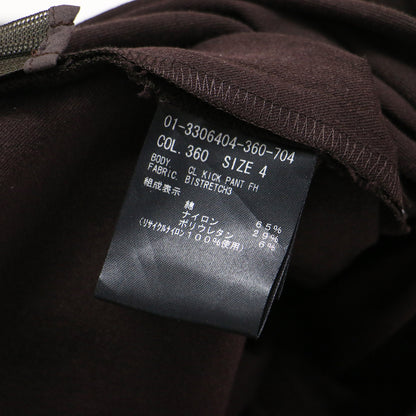 01-3306404-360-704
COL. 360 SIZE 4
BODY. CL KICK PANT FH
FABRIC. BISTRETCH3
組成表示
綿 65%
ナイロン 29%
ポリウレタン 6%
(リサイクルナイロン100%使用)